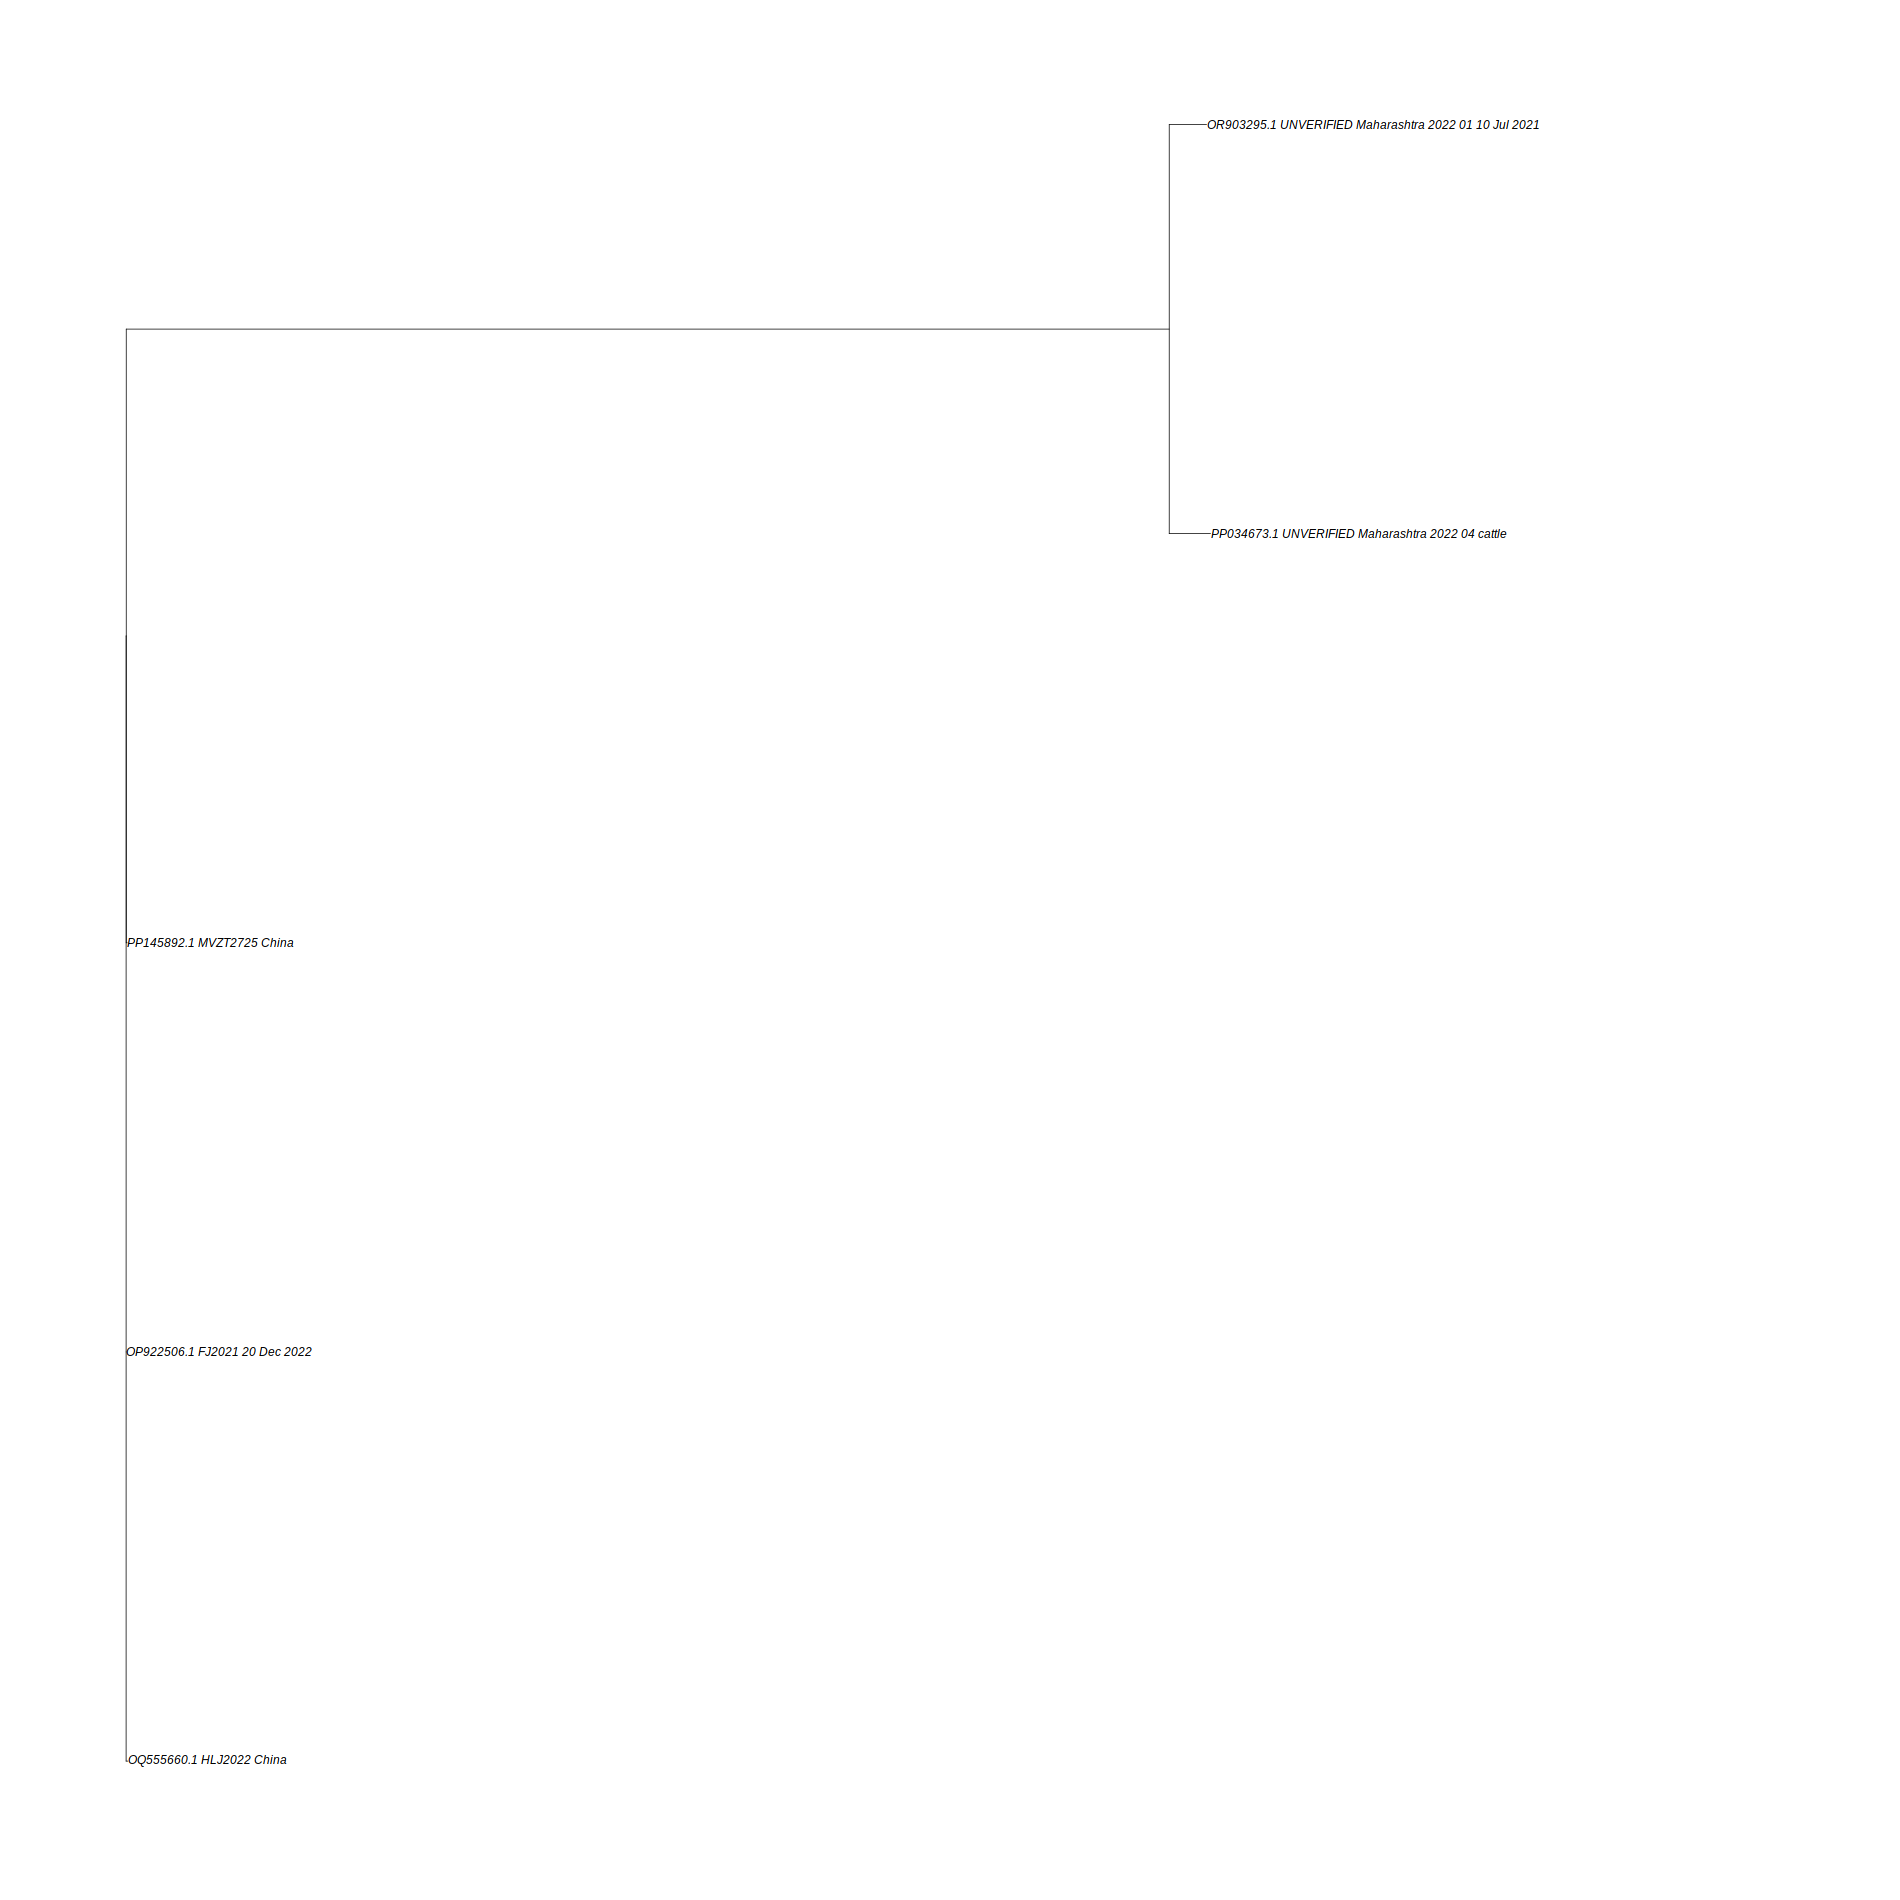 OR903295.1 UNVERIFIED Maharashtra 2022 01 10 Jul 2021
PP034673.1 UNVERIFIED Maharashtra 2022 04 cattle
PP145892.1 MVZT2725 China
OP922506.1 FJ2021 20 Dec 2022
OQ555660.1 HLJ2022 China